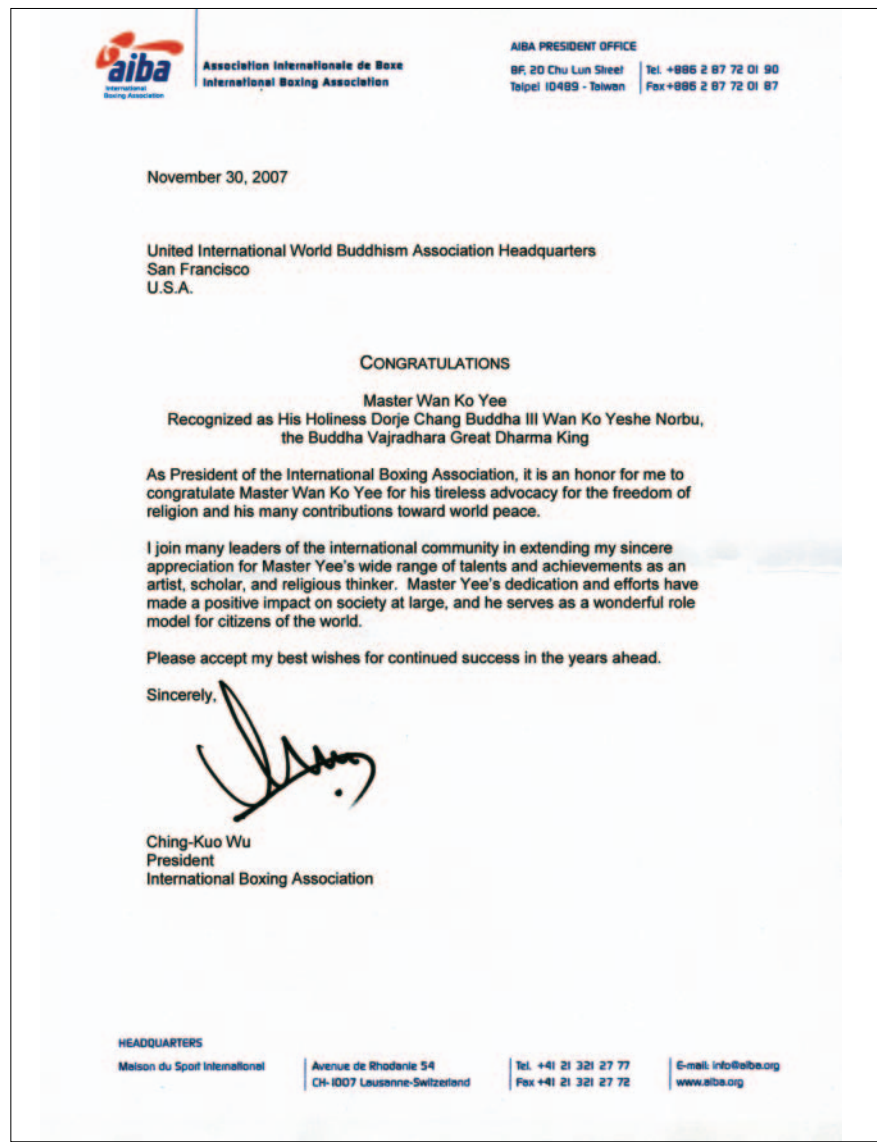 aiba
International
Boxing Association
Association Internationale de Boxe
International Boxing Association
AIBA PRESIDENT OFFICE
8F, 20 Chu Lun Street
Taipei 10489 - Taiwan
Tel. +886 2 87 72 01 90
Fax +886 2 87 72 01 87
November 30, 2007
United International World Buddhism Association Headquarters
San Francisco
U.S.A.
CONGRATULATIONS
Master Wan Ko Yee
Recognized as His Holiness Dorje Chang Buddha III Wan Ko Yeshe Norbu,
the Buddha Vajradhara Great Dharma King
As President of the International Boxing Association, it is an honor for me to
congratulate Master Wan Ko Yee for his tireless advocacy for the freedom of
religion and his many contributions toward world peace.
I join many leaders of the international community in extending my sincere
appreciation for Master Yee's wide range of talents and achievements as an
artist, scholar, and religious thinker.  Master Yee's dedication and efforts have
made a positive impact on society at large, and he serves as a wonderful role
model for citizens of the world.
Please accept my best wishes for continued success in the years ahead.
Sincerely,
Ching-Kuo Wu
President
International Boxing Association
HEADQUARTERS
Maison du Sport International
Avenue de Rhodanie 54
CH-1007 Lausanne-Switzerland
Tel. +41 21 321 27 77
Fax +41 21 321 27 72
E-mail: info@aiba.org
www.aiba.org